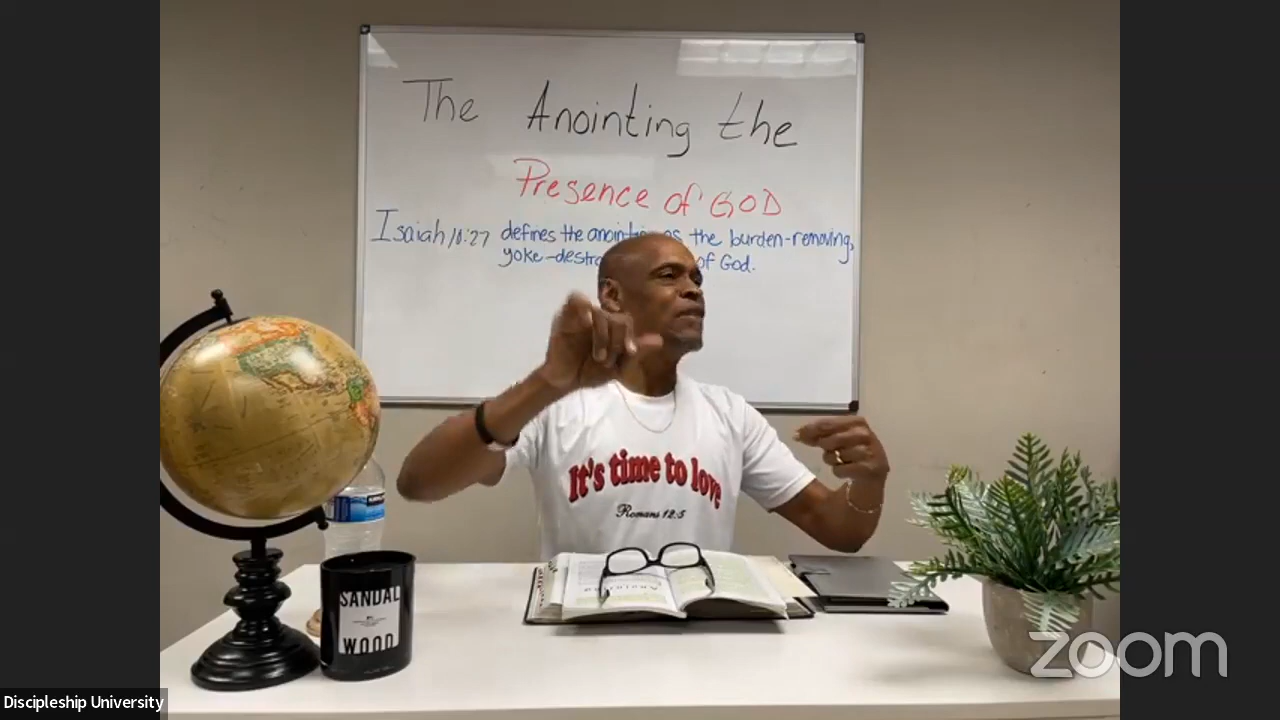 The Anointing the
Presence of GOD
Isaiah 10:27 defines the anointing as the burden-removing,
yoke-destro of God.
It's time to love
Romans 12:5
SANDAL
WOOD
zoom
Discipleship University